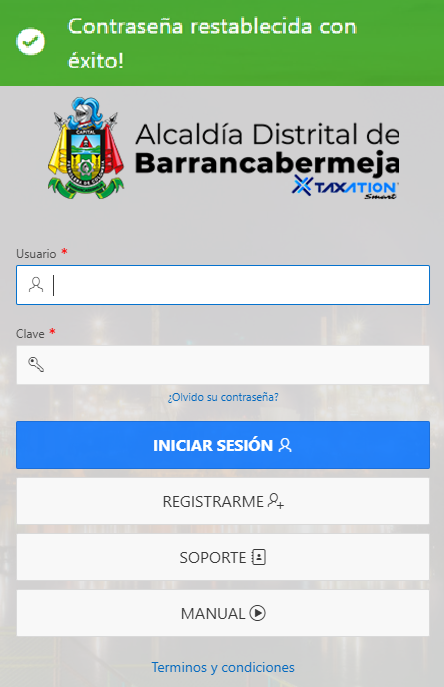 Contraseña restablecida con
éxito!
CAPITAL
Alcaldía Distrital de
Barrancabermeja
TAXATION
Smart
Usuario *
Clave *
¿Olvido su contraseña?
INICIAR SESIÓN
REGISTRARME
SOPORTE
MANUAL
Terminos y condiciones